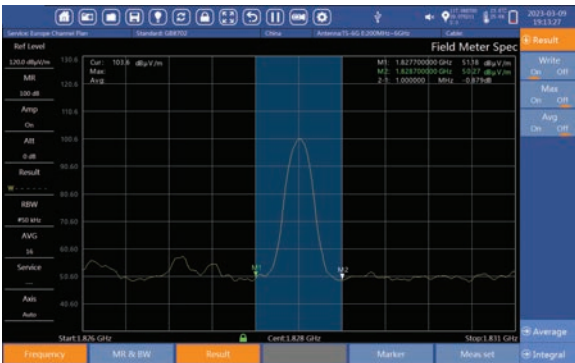 2023-03-09
19:13:27
Service: Europe Channel Plan
Standard: GB8702
China
Antenna:TS-6G 8.200MHz~6GHz
Cable:
Ref Level
120.0 dBμV/m
MR
100 dB
Amp
On
Att
0 dB
Result
RBW
#50 kHz
AVG
Service
---
Axis
Auto
Field Meter Spec
130.6
120.6
110.6
100.6
90.60
80.60
70.60
60.60
50.60
40.60
Cur: 103.8 dBμV/m
Max:
Avg:
M1: 1.827700000 GHz 51.38 dBμV/m
M2: 1.828700000 GHz 50.27 dBμV/m
2-1: 1.000000 MHz -0.879dB
M1
M2
Start:1.826 GHz
Cent:1.828 GHz
Stop:1.831 GHz
Result
Write
On Off
Max
On Off
Avg
On Off
Average
Integral
Frequency
MR & BW
Result
Marker
Meas set